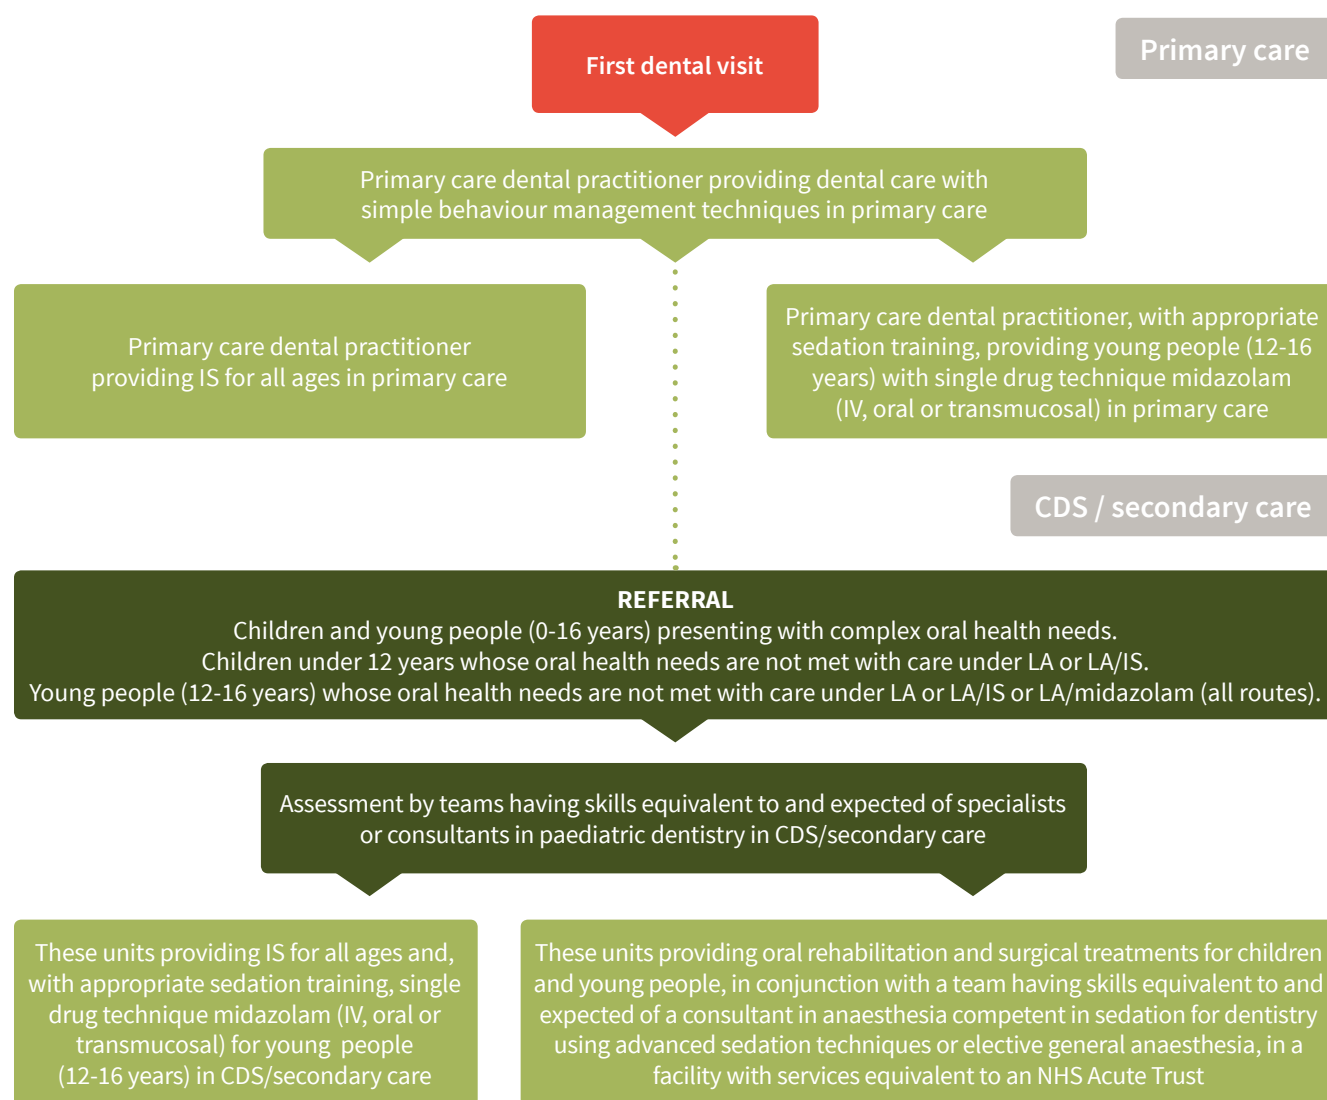 First dental visit
Primary care
Primary care dental practitioner providing dental care with
simple behaviour management techniques in primary care
Primary care dental practitioner
providing IS for all ages in primary care
Primary care dental practitioner, with appropriate
sedation training, providing young people (12-16
years) with single drug technique midazolam
(IV, oral or transmucosal) in primary care
CDS / secondary care
REFERRAL
Children and young people (0-16 years) presenting with complex oral health needs.
Children under 12 years whose oral health needs are not met with care under LA or LA/IS.
Young people (12-16 years) whose oral health needs are not met with care under LA or LA/IS or LA/midazolam (all routes).
Assessment by teams having skills equivalent to and expected of specialists
or consultants in paediatric dentistry in CDS/secondary care
These units providing IS for all ages and,
with appropriate sedation training, single
drug technique midazolam (IV, oral or
transmucosal) for young people
(12-16 years) in CDS/secondary care
These units providing oral rehabilitation and surgical treatments for children
and young people, in conjunction with a team having skills equivalent to and
expected of a consultant in anaesthesia competent in sedation for dentistry
using advanced sedation techniques or elective general anaesthesia, in a
facility with services equivalent to an NHS Acute Trust